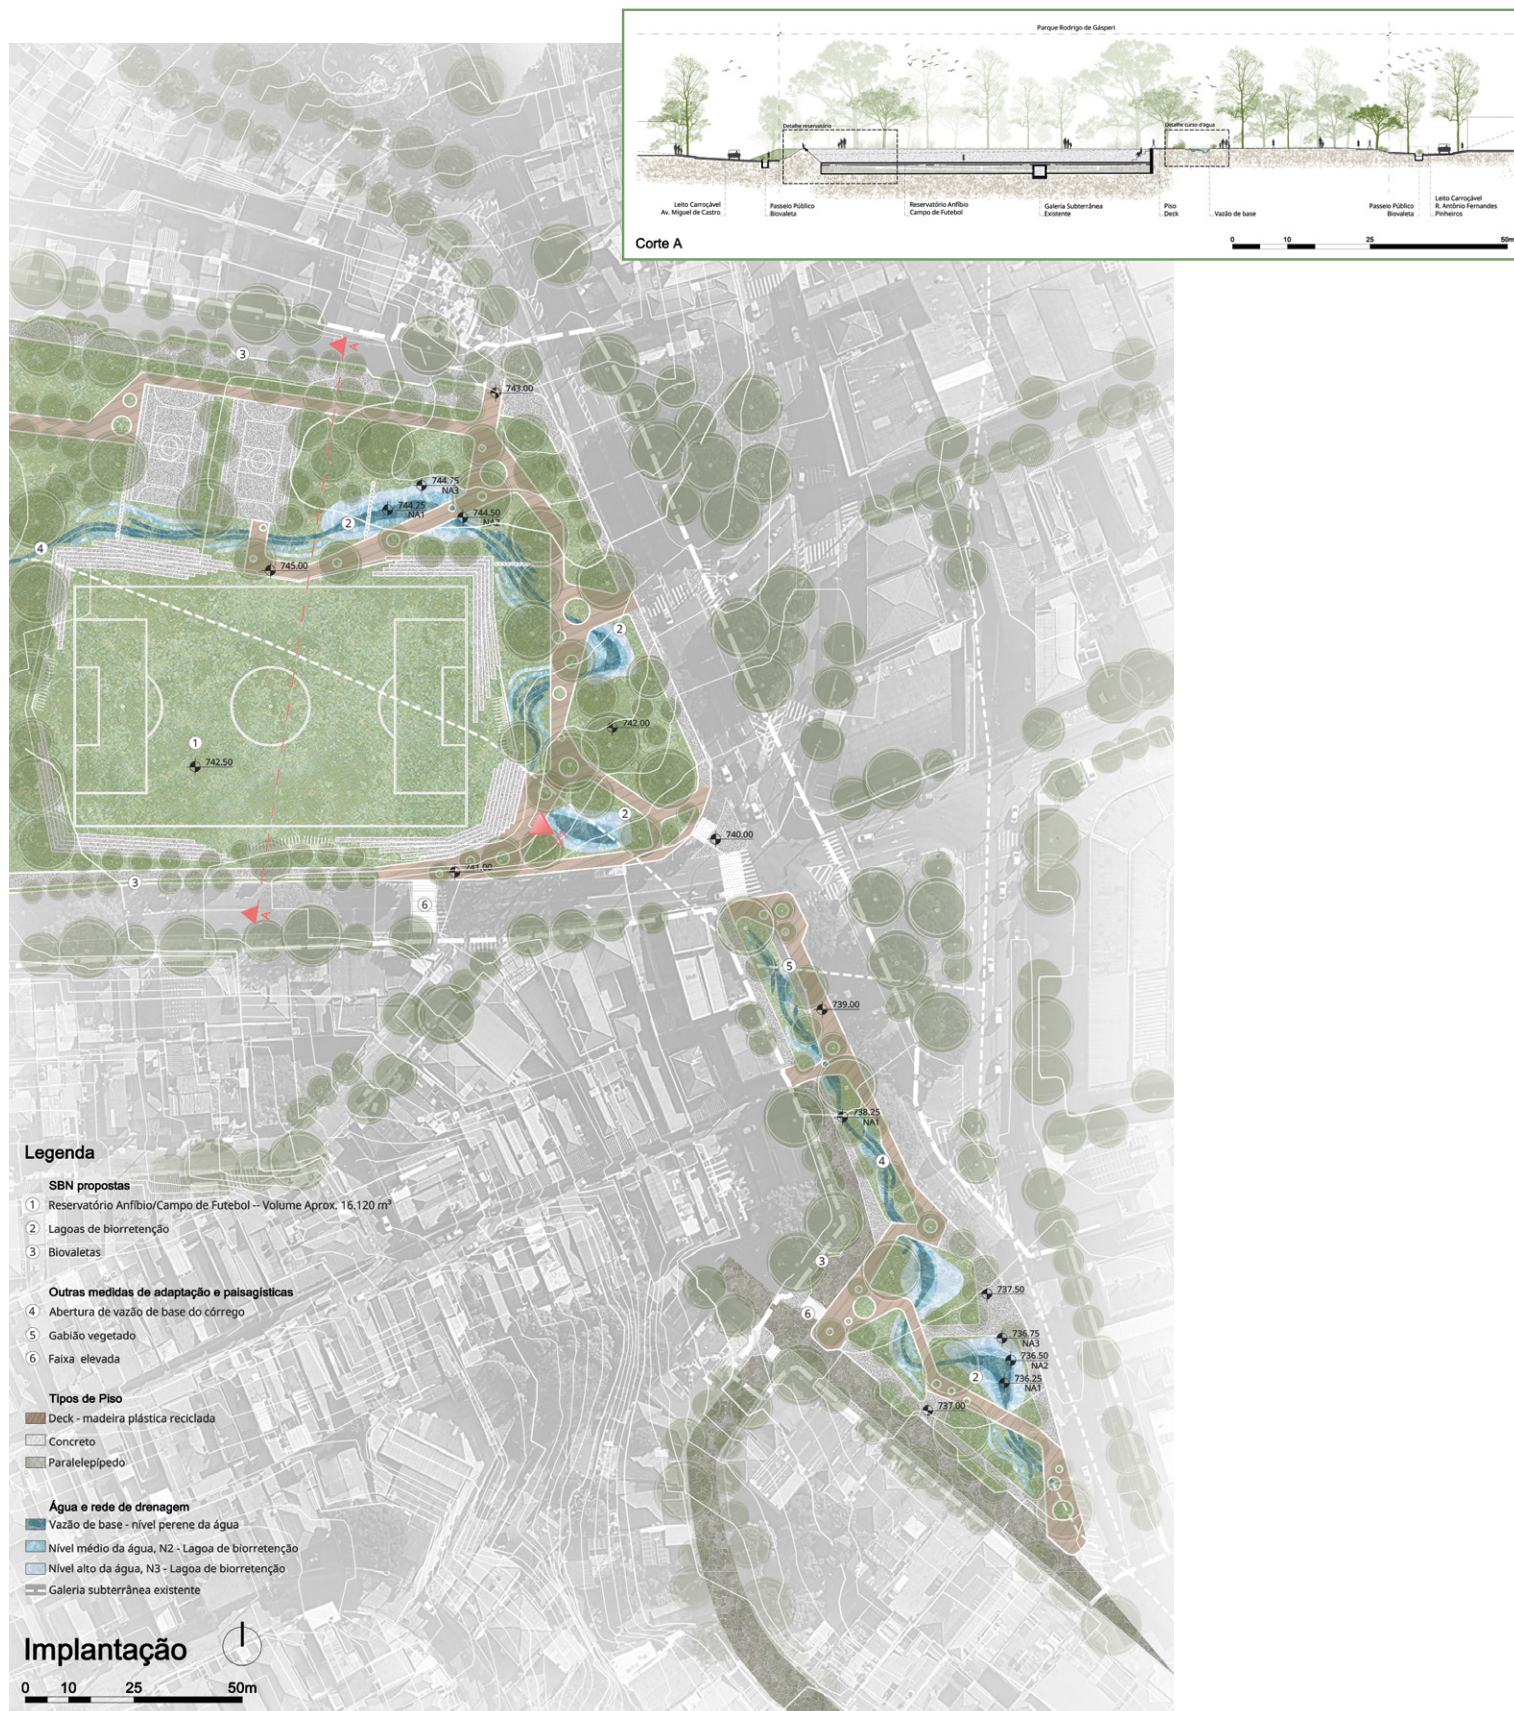 Parque Rodrigo de Gásperi
Detalhe reservatório
Detalhe curso d'água
Leito Carroçável
Av. Miguel de Castro
Passeio Público
Biovaleta
Reservatório Anfíbio
Campo de Futebol
Galeria Subterrânea
Existente
Piso
Deck
Vazão de base
Passeio Público
Biovaleta
Leito Carroçável
R. Antônio Fernandes
Pinheiros
Corte A
0 10 25 50m
3
A
743.00
744.75
NA3
744.25
NA1
2
744.50
NA2
4
745.00
2
1
742.50
742.00
2
740.00
741.00
3
6
A
5
739.00
738.25
NA1
4
3
737.50
6
736.75
NA3
736.50
NA2
2
736.25
NA1
737.00
Legenda
SBN propostas
1 Reservatório Anfíbio/Campo de Futebol -- Volume Aprox. 16.120 m³
2 Lagoas de biorretenção
3 Biovaletas
Outras medidas de adaptação e paisagísticas
4 Abertura de vazão de base do córrego
5 Gabião vegetado
6 Faixa elevada
Tipos de Piso
Deck - madeira plástica reciclada
Concreto
Paralelepípedo
Água e rede de drenagem
Vazão de base - nível perene da água
Nível médio da água, N2 - Lagoa de biorretenção
Nível alto da água, N3 - Lagoa de biorretenção
Galeria subterrânea existente
Implantação
0 10 25 50m